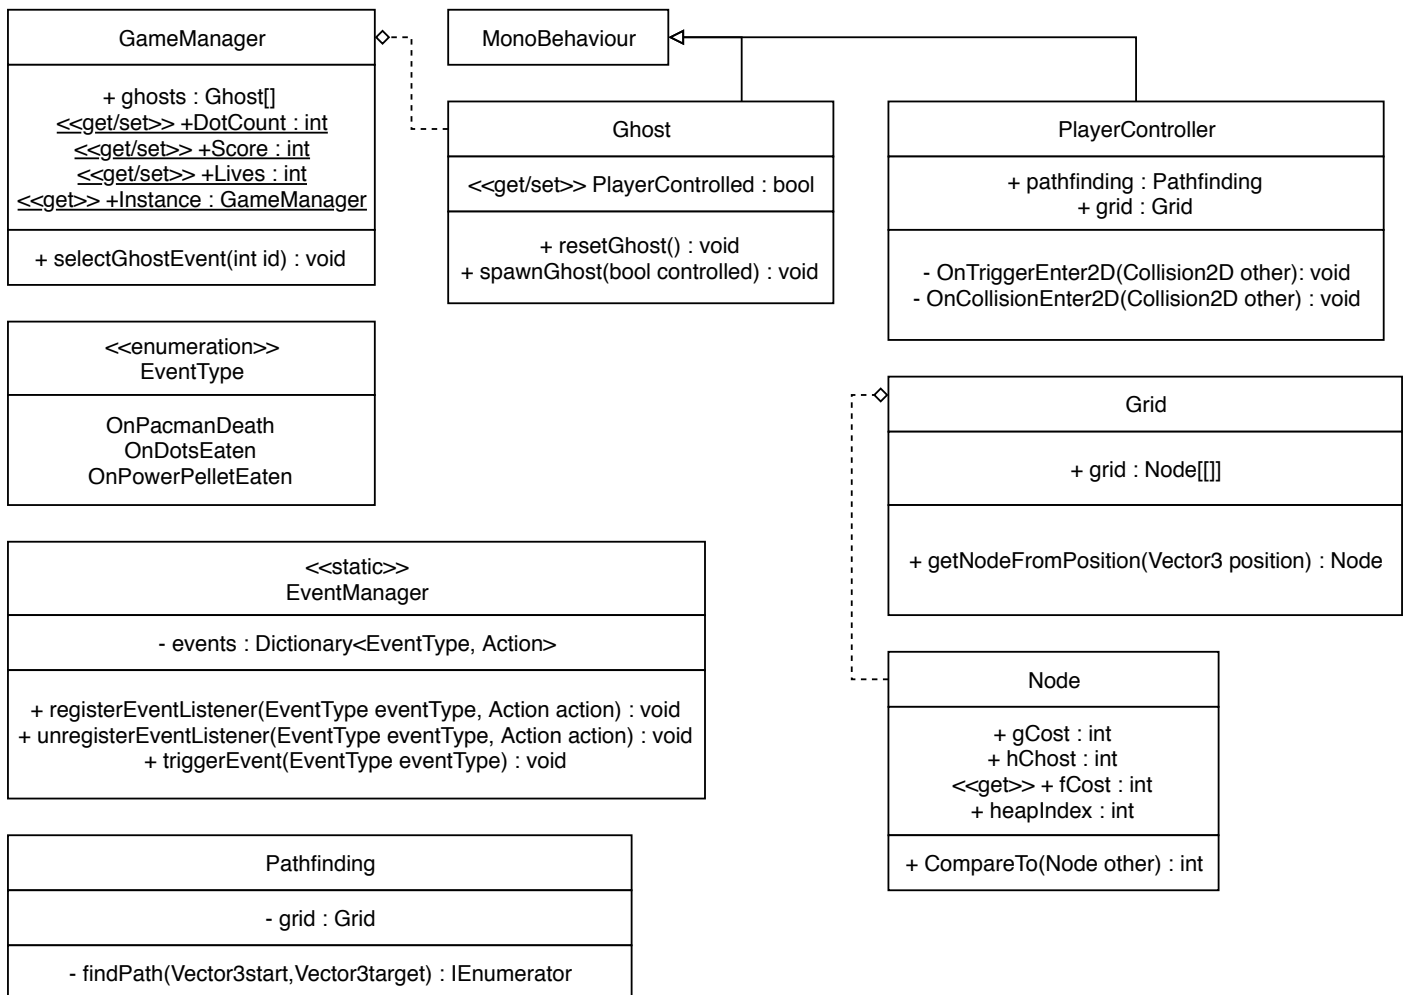 GameManager
+ ghosts : Ghost[]
<<get/set>> +DotCount : int
<<get/set>> +Score : int
<<get/set>> +Lives : int
<<get>> +Instance : GameManager
+ selectGhostEvent(int id) : void
MonoBehaviour
Ghost
<<get/set>> PlayerControlled : bool
+ resetGhost() : void
+ spawnGhost(bool controlled) : void
PlayerController
+ pathfinding : Pathfinding
+ grid : Grid
- OnTriggerEnter2D(Collision2D other): void
- OnCollisionEnter2D(Collision2D other) : void
<<enumeration>>
EventType
OnPacmanDeath
OnDotsEaten
OnPowerPelletEaten
Grid
+ grid : Node[[]]
+ getNodeFromPosition(Vector3 position) : Node
<<static>>
EventManager
- events : Dictionary<EventType, Action>
+ registerEventListener(EventType eventType, Action action) : void
+ unregisterEventListener(EventType eventType, Action action) : void
+ triggerEvent(EventType eventType) : void
Node
+ gCost : int
+ hChost : int
<<get>> + fCost : int
+ heapIndex : int
+ CompareTo(Node other) : int
Pathfinding
- grid : Grid
- findPath(Vector3start,Vector3target) : IEnumerator